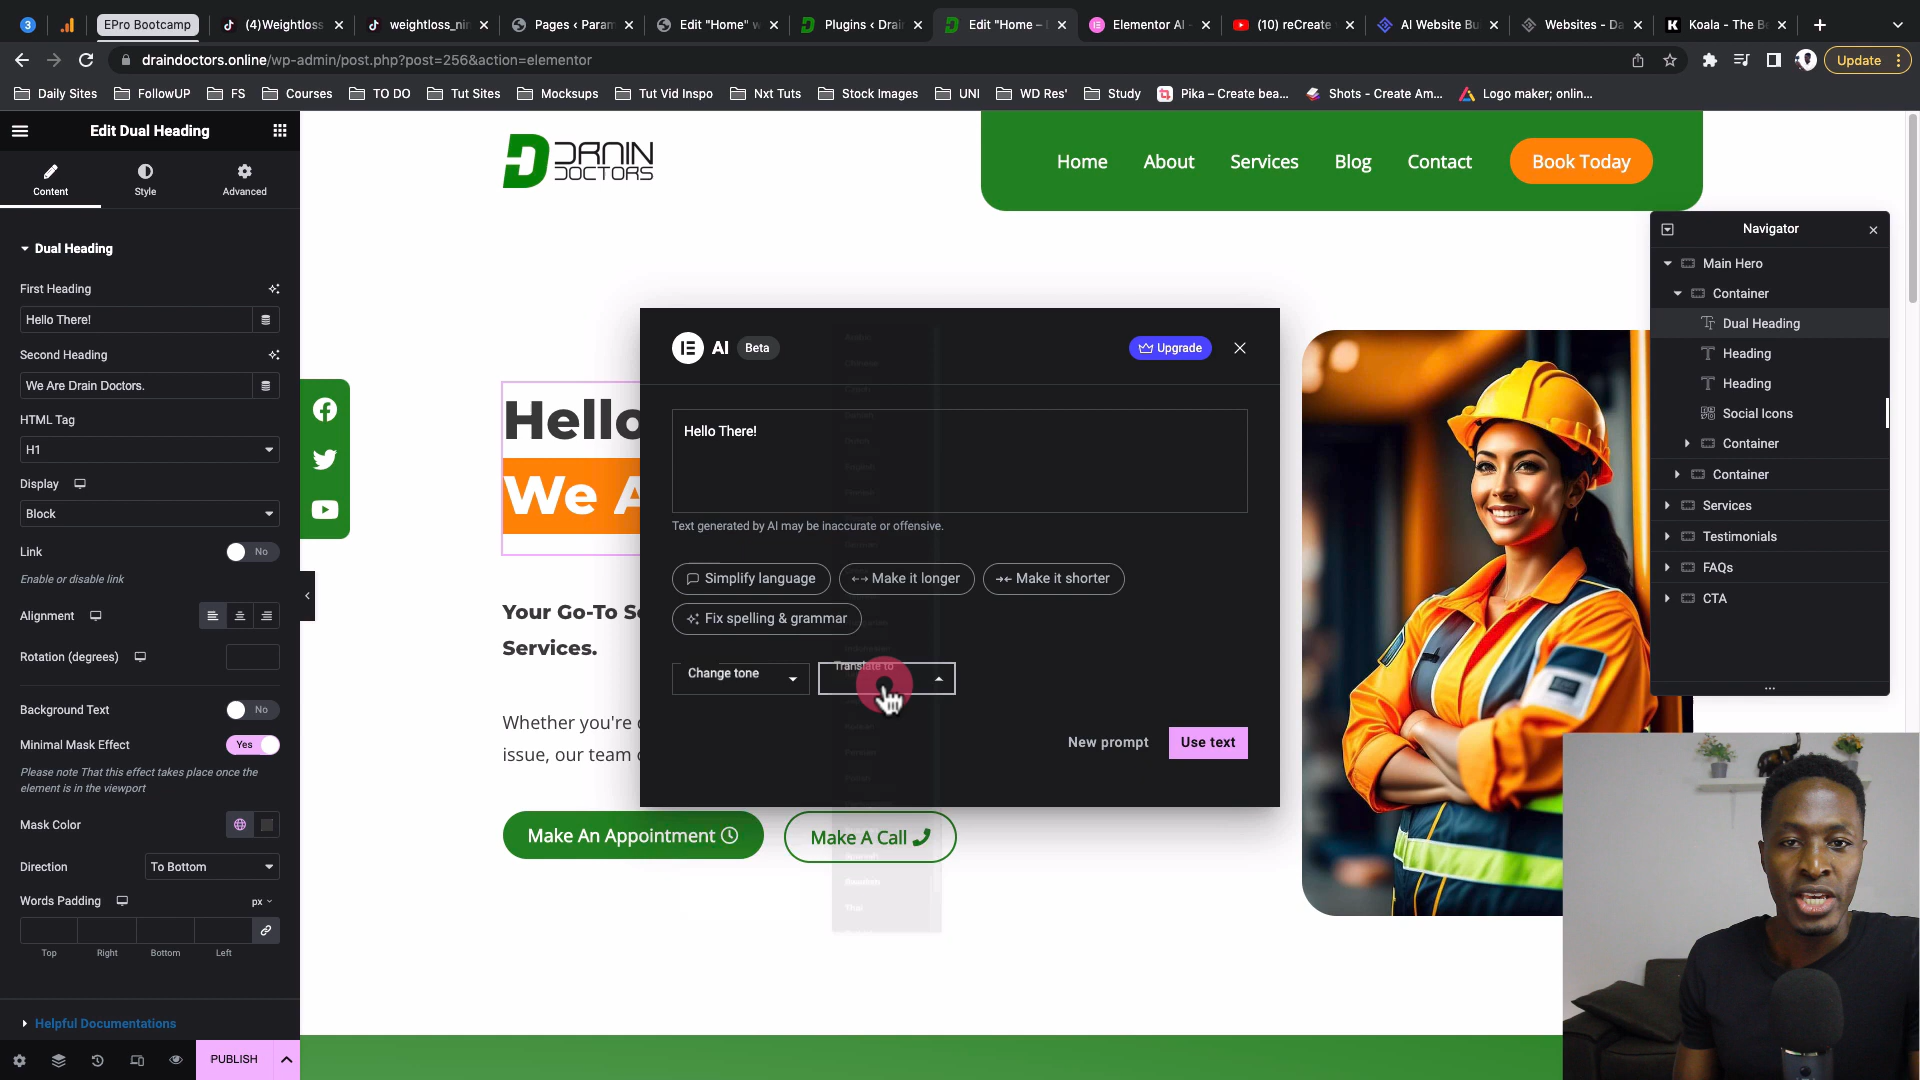 3
EPro Bootcamp
(4)Weightloss
weightloss_nin
Pages ‹ Param
Edit "Home" w
Plugins ‹ Drain
Edit "Home –
Elementor AI -
(10) reCreate
AI Website Bu
Websites - Da
Koala - The Be
draindoctors.online/wp-admin/post.php?post=256&action=elementor
Update
Daily Sites
FollowUP
FS
Courses
TO DO
Tut Sites
Mocksups
Tut Vid Inspo
Nxt Tuts
Stock Images
UNI
WD Res'
Study
Pika – Create bea...
Shots - Create Am...
Logo maker; onlin...
Edit Dual Heading
Content
Style
Advanced
Dual Heading
First Heading
Hello There!
Second Heading
We Are Drain Doctors.
HTML Tag
H1
Display
Block
Link
No
Enable or disable link
Alignment
Rotation (degrees)
Background Text
No
Minimal Mask Effect
Yes
Please note That this effect takes place once the
element is in the viewport
Mask Color
Direction
To Bottom
Words Padding
px
Top
Right
Bottom
Left
Helpful Documentations
PUBLISH
DRAIN
DOCTORS
Home
About
Services
Blog
Contact
Book Today
Hello
We A
Your Go-To Se
Services.
Whether you're
issue, our team
Make An Appointment
Make A Call
AI
Beta
Upgrade
Hello There!
Text generated by AI may be inaccurate or offensive.
Simplify language
Make it longer
Make it shorter
Fix spelling & grammar
Change tone
Translate to
New prompt
Use text
Swedish
Thai
Navigator
Main Hero
Container
Dual Heading
Heading
Heading
Social Icons
Container
Container
Services
Testimonials
FAQs
CTA